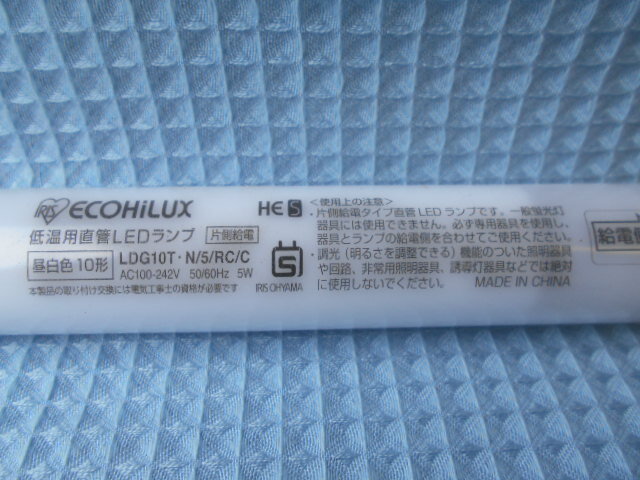 IRIS ECOHiLUX HE S
低温用直管LEDランプ 片側給電
昼白色10形 LDG10T・N/5/RC/C
AC100-242V 50/60Hz 5W
本製品の取り付け交換には電気工事士の資格が必要です
IRIS OHYAMA
<使用上の注意>
・片側給電タイプ直管LEDランプです。一般蛍光灯
器具には使用できません。必ず専用器具を使用し、
器具とランプの給電側を合わせてご使用ください。
・調光(明るさを調整できる)機能のついた照明器具
や回路、非常用照明器具、誘導灯器具などでは絶対
に使用しないでください。 MADE IN CHINA
給電側